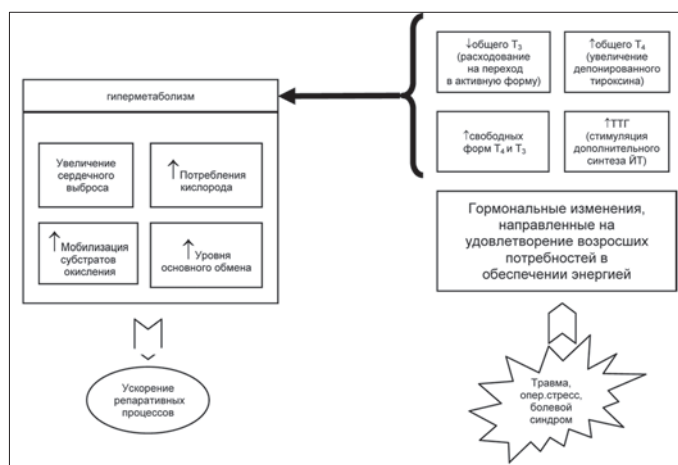 гиперметаболизм
Увеличение
сердечного
выброса
↑ Потребления
кислорода
↑ Мобилизация
субстратов
окисления
↑ Уровня
основного обмена
Ускорение
репаративных
процессов
↓общего Т₃
(расходование
на переход
в активную форму)
↑общего Т₄
(увеличение
депонированного
тироксина)
↑свободных
форм Т₄ и Т₃
↑ТТГ
(стимуляция
дополнительного
синтеза ЙТ)
Гормональные изменения,
направленные на
удовлетворение возросших
потребностей в
обеспечении энергией
Травма,
опер.стресс,
болевой
синдром